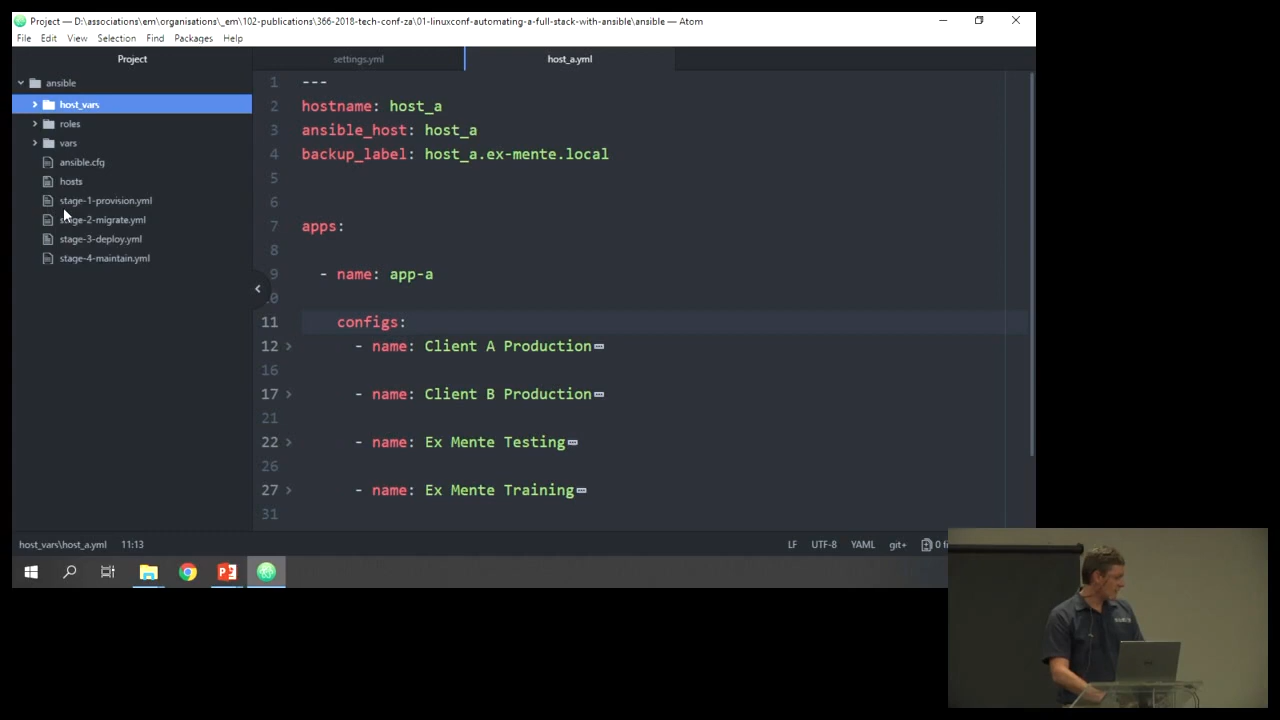 Project — D:\associations\em\organisations\_em\102-publications\366-2018-tech-conf-za\01-linuxconf-automating-a-full-stack-with-ansible\ansible — Atom
File Edit View Selection Find Packages Help
Project
settings.yml
host_a.yml
ansible
host_vars
roles
vars
ansible.cfg
hosts
stage-1-provision.yml
stage-2-migrate.yml
stage-3-deploy.yml
stage-4-maintain.yml
1 ---
2 hostname: host_a
3 ansible_host: host_a
4 backup_label: host_a.ex-mente.local
5
6
7 apps:
8
9 - name: app-a
10
11 configs:
12 - name: Client A Production
16
17 - name: Client B Production
21
22 - name: Ex Mente Testing
26
27 - name: Ex Mente Training
31
host_vars\host_a.yml 11:13 LF UTF-8 YAML git+ 0 fi